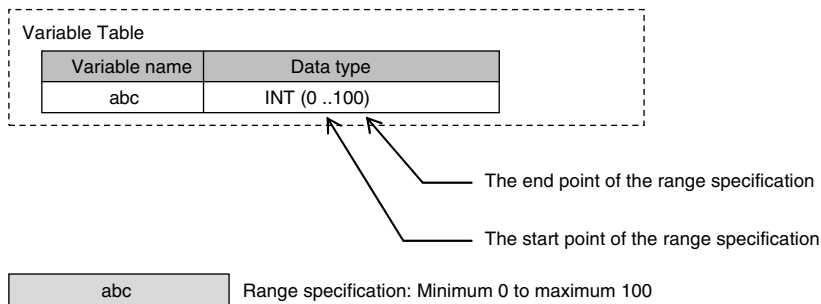 Variable Table
Variable name Data type
abc INT (0 ..100)
The end point of the range specification
The start point of the range specification
abc Range specification: Minimum 0 to maximum 100